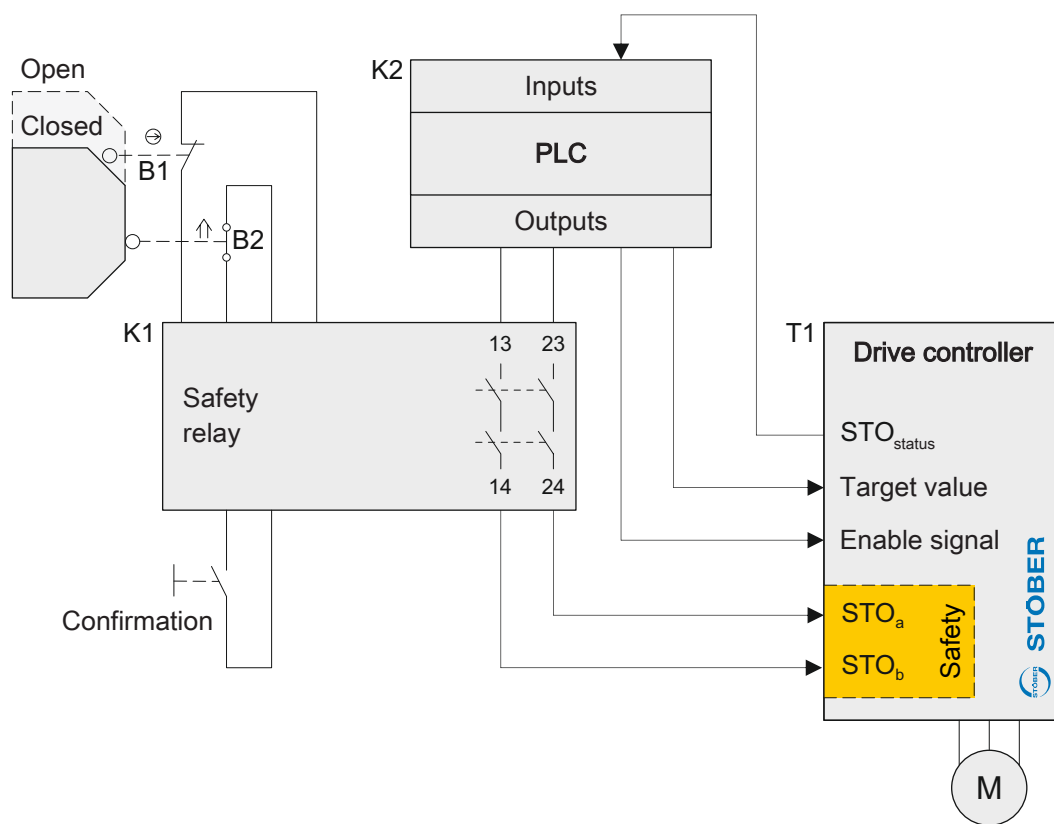 Open
Closed
B1
B2
K2
Inputs
PLC
Outputs
K1
Safety
relay
13 23
14 24
Confirmation
T1
Drive controller
STOstatus
Target value
Enable signal
STOa
STOb
Safety
STÖBER
STÖBER
M